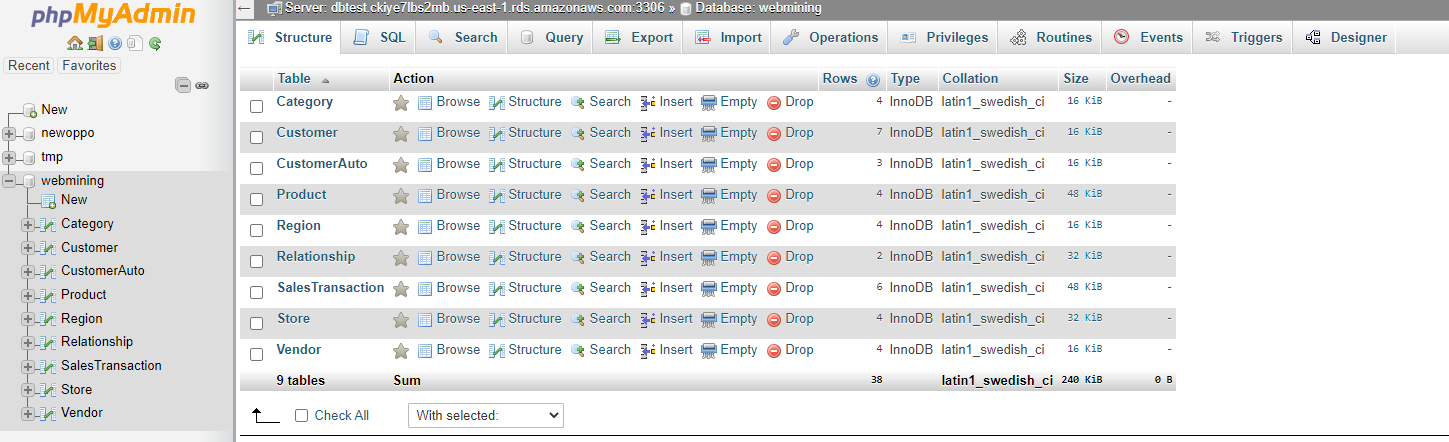 phpMyAdmin
Recent Favorites
New
newoppo
tmp
webmining
New
Category
Customer
CustomerAuto
Product
Region
Relationship
SalesTransaction
Store
Vendor
Server: dbtest.ckiye7lbs2mb.us-east-1.rds.amazonaws.com:3306 » Database: webmining
Structure SQL Search Query Export Import Operations Privileges Routines Events Triggers Designer
Table Action Rows Type Collation Size Overhead
Category Browse Structure Search Insert Empty Drop 4 InnoDB latin1_swedish_ci 16 KiB -
Customer Browse Structure Search Insert Empty Drop 7 InnoDB latin1_swedish_ci 16 KiB -
CustomerAuto Browse Structure Search Insert Empty Drop 3 InnoDB latin1_swedish_ci 16 KiB -
Product Browse Structure Search Insert Empty Drop 4 InnoDB latin1_swedish_ci 48 KiB -
Region Browse Structure Search Insert Empty Drop 4 InnoDB latin1_swedish_ci 16 KiB -
Relationship Browse Structure Search Insert Empty Drop 2 InnoDB latin1_swedish_ci 32 KiB -
SalesTransaction Browse Structure Search Insert Empty Drop 6 InnoDB latin1_swedish_ci 48 KiB -
Store Browse Structure Search Insert Empty Drop 4 InnoDB latin1_swedish_ci 32 KiB -
Vendor Browse Structure Search Insert Empty Drop 4 InnoDB latin1_swedish_ci 16 KiB -
9 tables Sum 38 latin1_swedish_ci 240 KiB 0 B
Check All With selected: